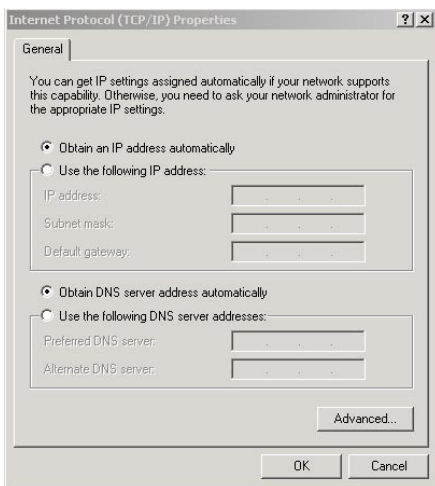 Internet Protocol (TCP/IP) Properties
? X
General
You can get IP settings assigned automatically if your network supports
this capability. Otherwise, you need to ask your network administrator for
the appropriate IP settings.
Obtain an IP address automatically
Use the following IP address:
IP address:
Subnet mask:
Default gateway:
Obtain DNS server address automatically
Use the following DNS server addresses:
Preferred DNS server:
Alternate DNS server:
Advanced...
OK Cancel